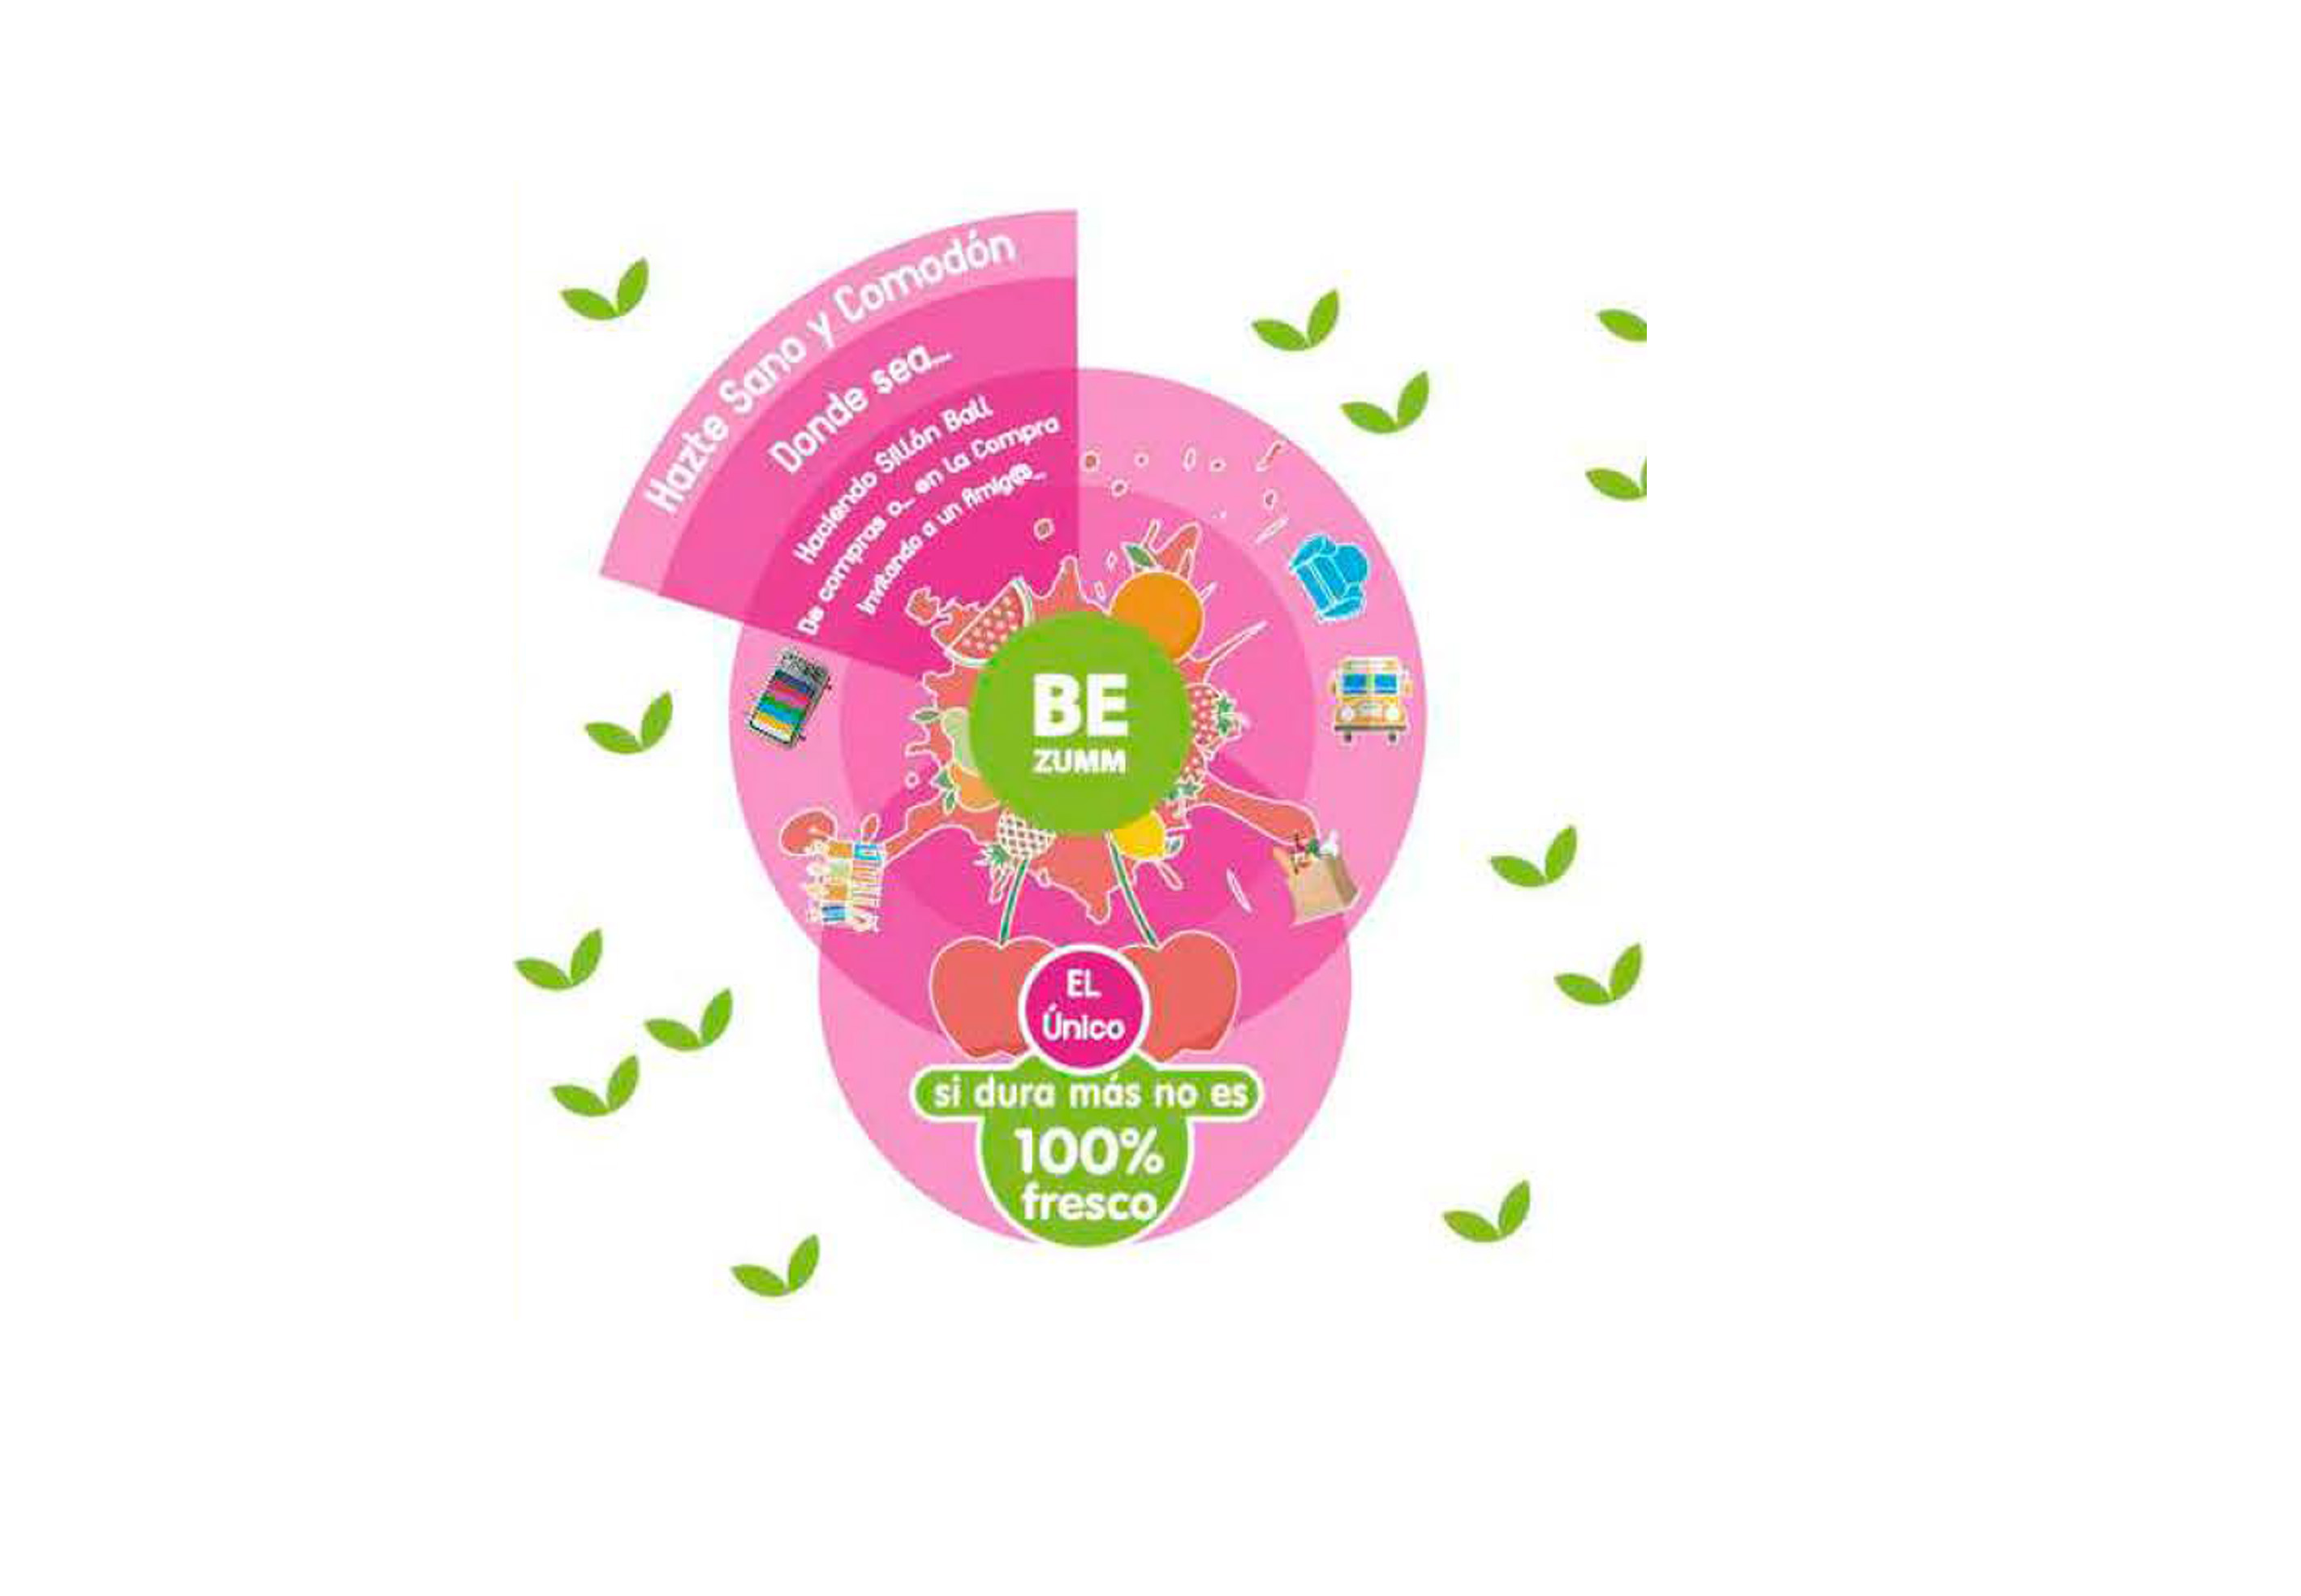 Hazte Sano y Comodón
Donde sea...
Haciendo Sillón Ball
De compras o... en la Compra
Invitando a un Amig@...
BE
ZUMM
EL
Único
si dura más no es
100%
fresco